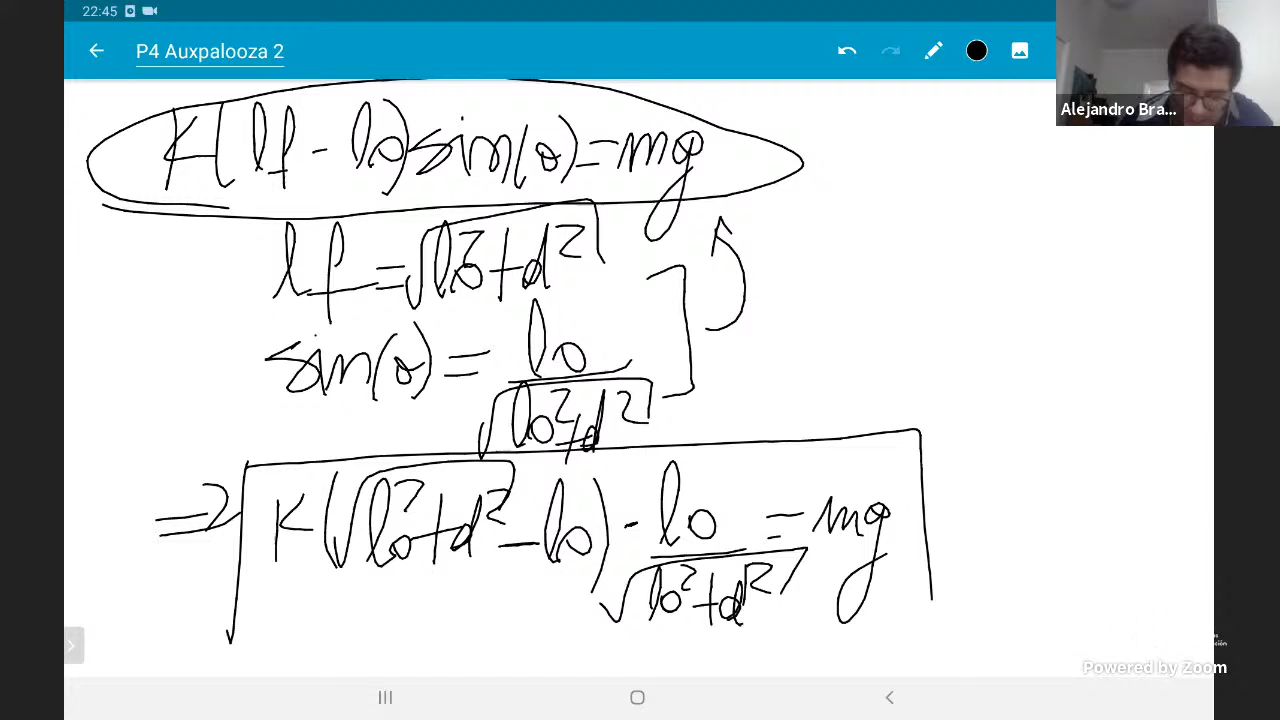 22:45
P4 Auxpalooza 2
Alejandro Bra...
K(lf - lo)sin(θ)=mg
lf=√lo²+d²
sin(θ) = lo
√lo²+d²
=> K(√lo²+d² - lo) · lo = mg
√lo²+d²
Powered by Zoom